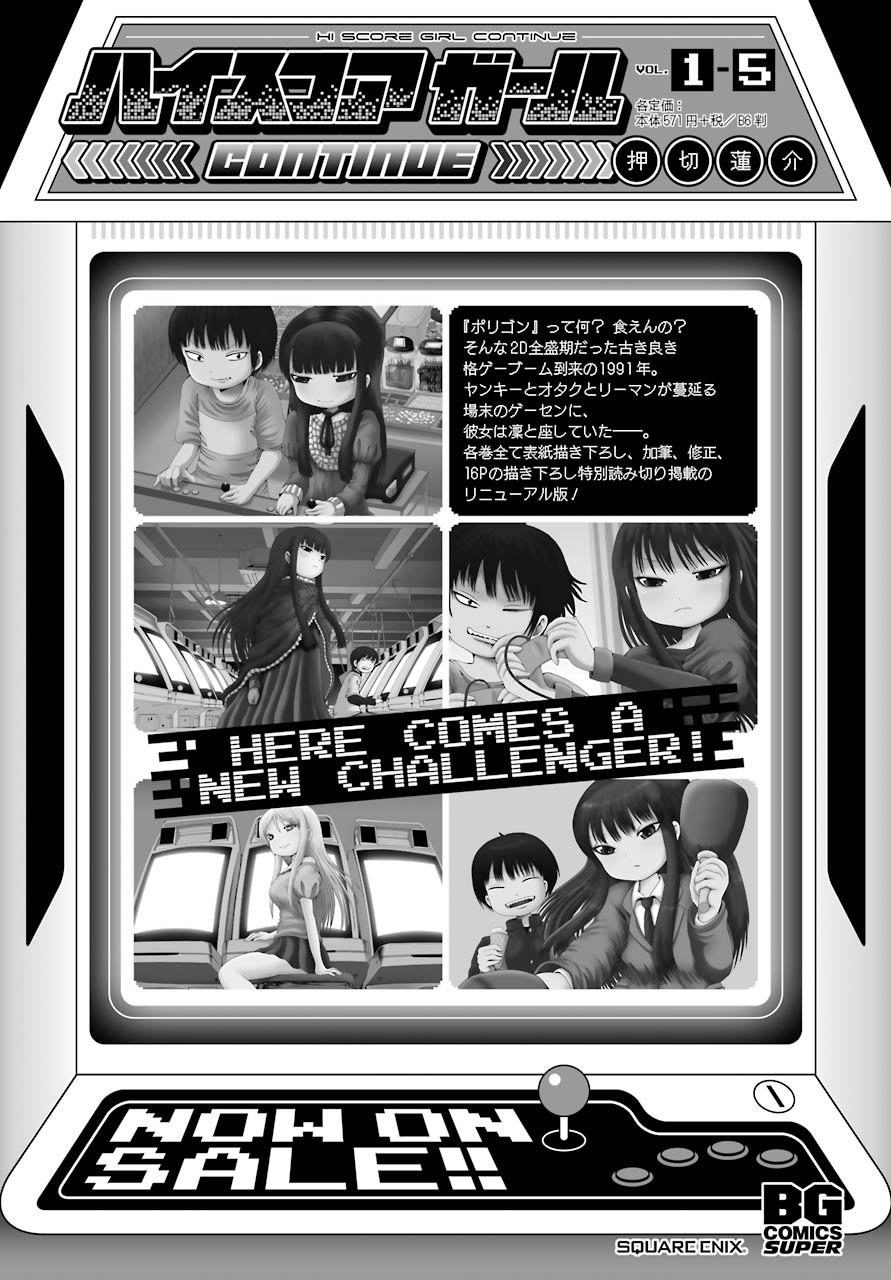 HI SCORE GIRL CONTINUE
ハイスコアガール
CONTINUE
VOL. 1-5
各定価:
本体571円+税/B6判
押切蓮介
『ポリゴン』って何? 食えんの?
そんな2D全盛期だった古き良き
格ゲーブーム到来の1991年。
ヤンキーとオタクとリーマンが蔓延る
場末のゲーセンに、
彼女は凛と座していた──。
各巻全て表紙描き下ろし、加筆、修正、
16Pの描き下ろし特別読み切り掲載の
リニューアル版!
HERE COMES A
NEW CHALLENGER!
NOW ON
SALE!!
BG
COMICS
SUPER
SQUARE ENIX.